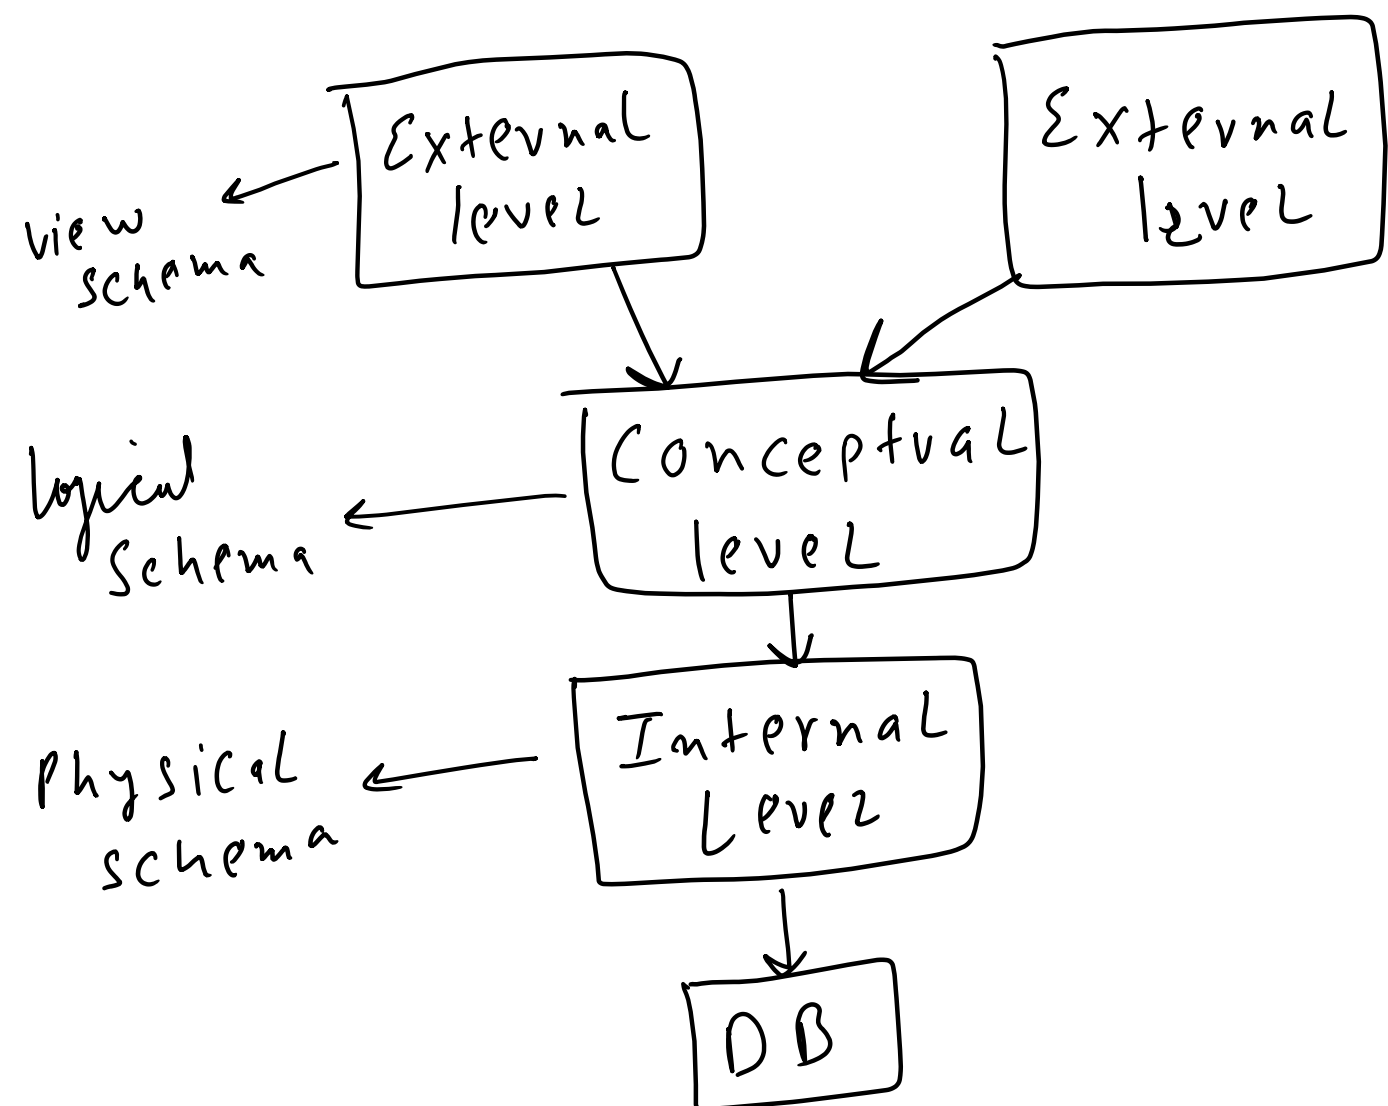 External
level
External
level
view
schema
Conceptual
level
logical
schema
Internal
Level
Physical
schema
DB